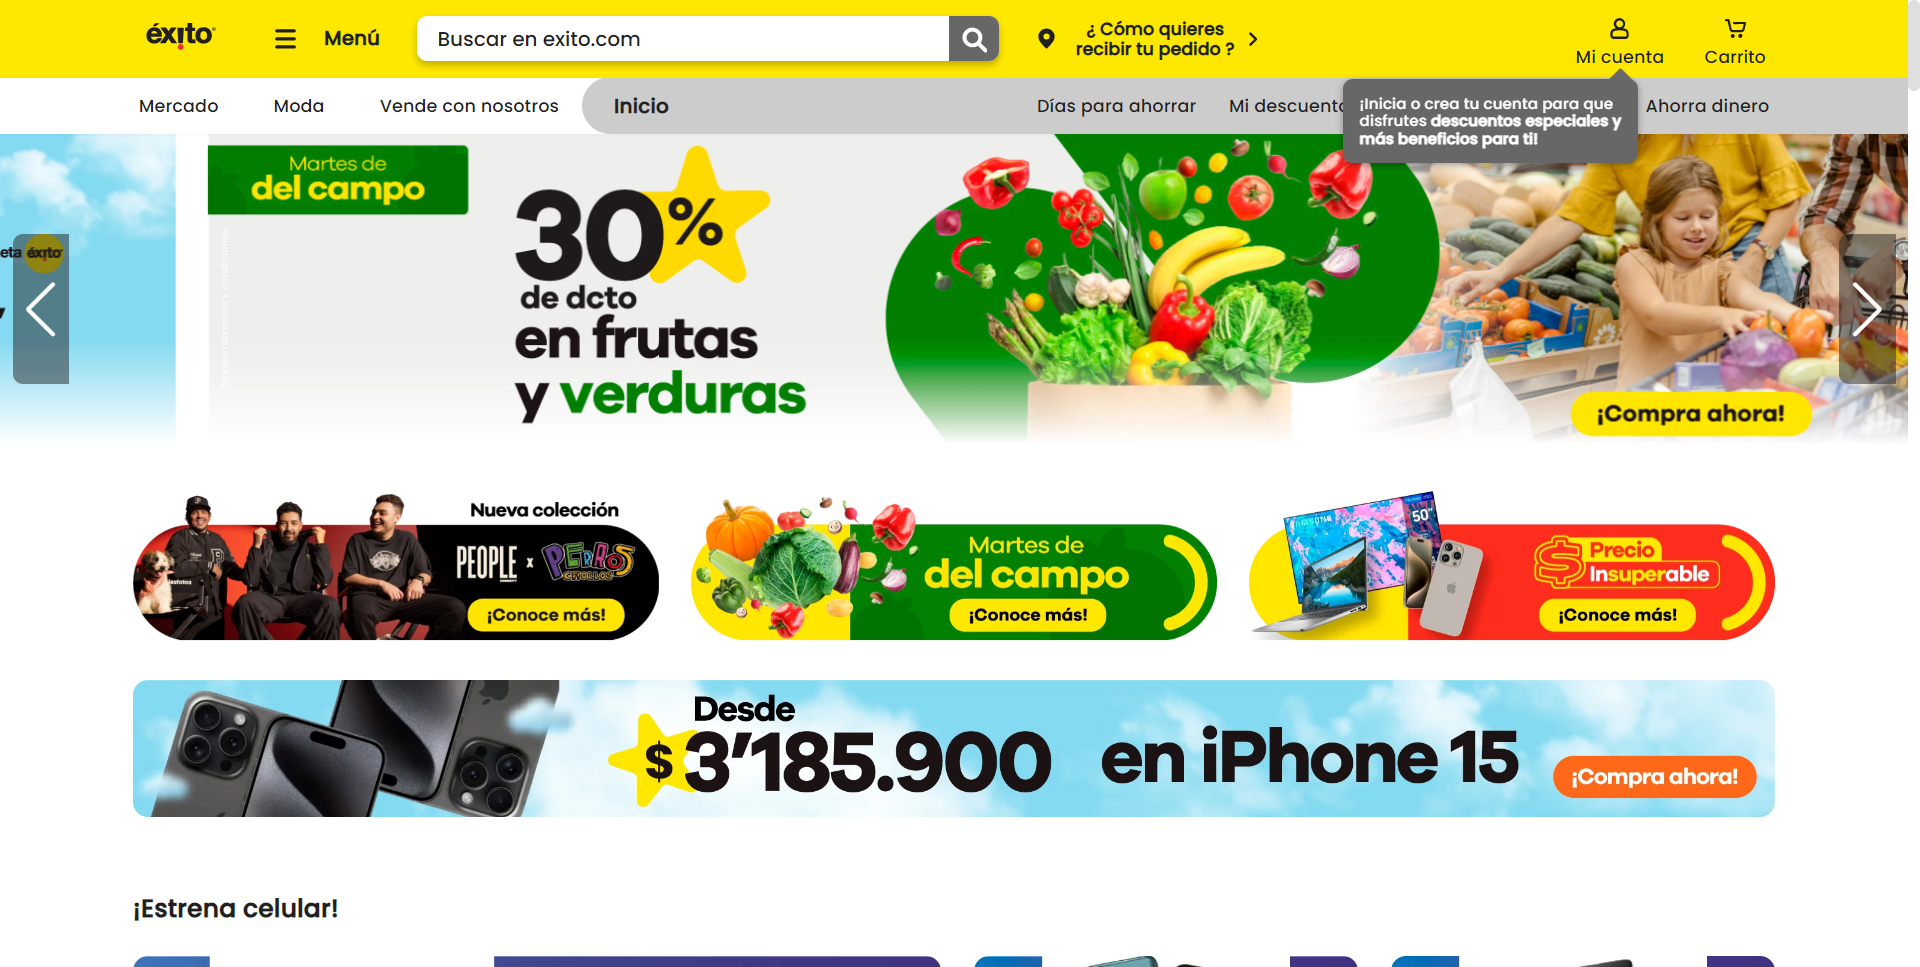 éxito
Menú
Buscar en exito.com
¿ Cómo quieres
recibir tu pedido ?
Mi cuenta
Carrito
Mercado
Moda
Vende con nosotros
Inicio
Días para ahorrar
Mi descuento
Ahorra dinero
¡Inicia o crea tu cuenta para que
disfrutes descuentos especiales y
más beneficios para ti!
Martes de
del campo
30%
de dcto
en frutas
y verduras
éxito
¡Compra ahora!
Nueva colección
PEOPLE x PERROS
CRIOLLOS
¡Conoce más!
Martes de
del campo
¡Conoce más!
SAMSUNG
50"
Precio
Insuperable
¡Conoce más!
Desde
$ 3'185.900 en iPhone 15
¡Compra ahora!
¡Estrena celular!